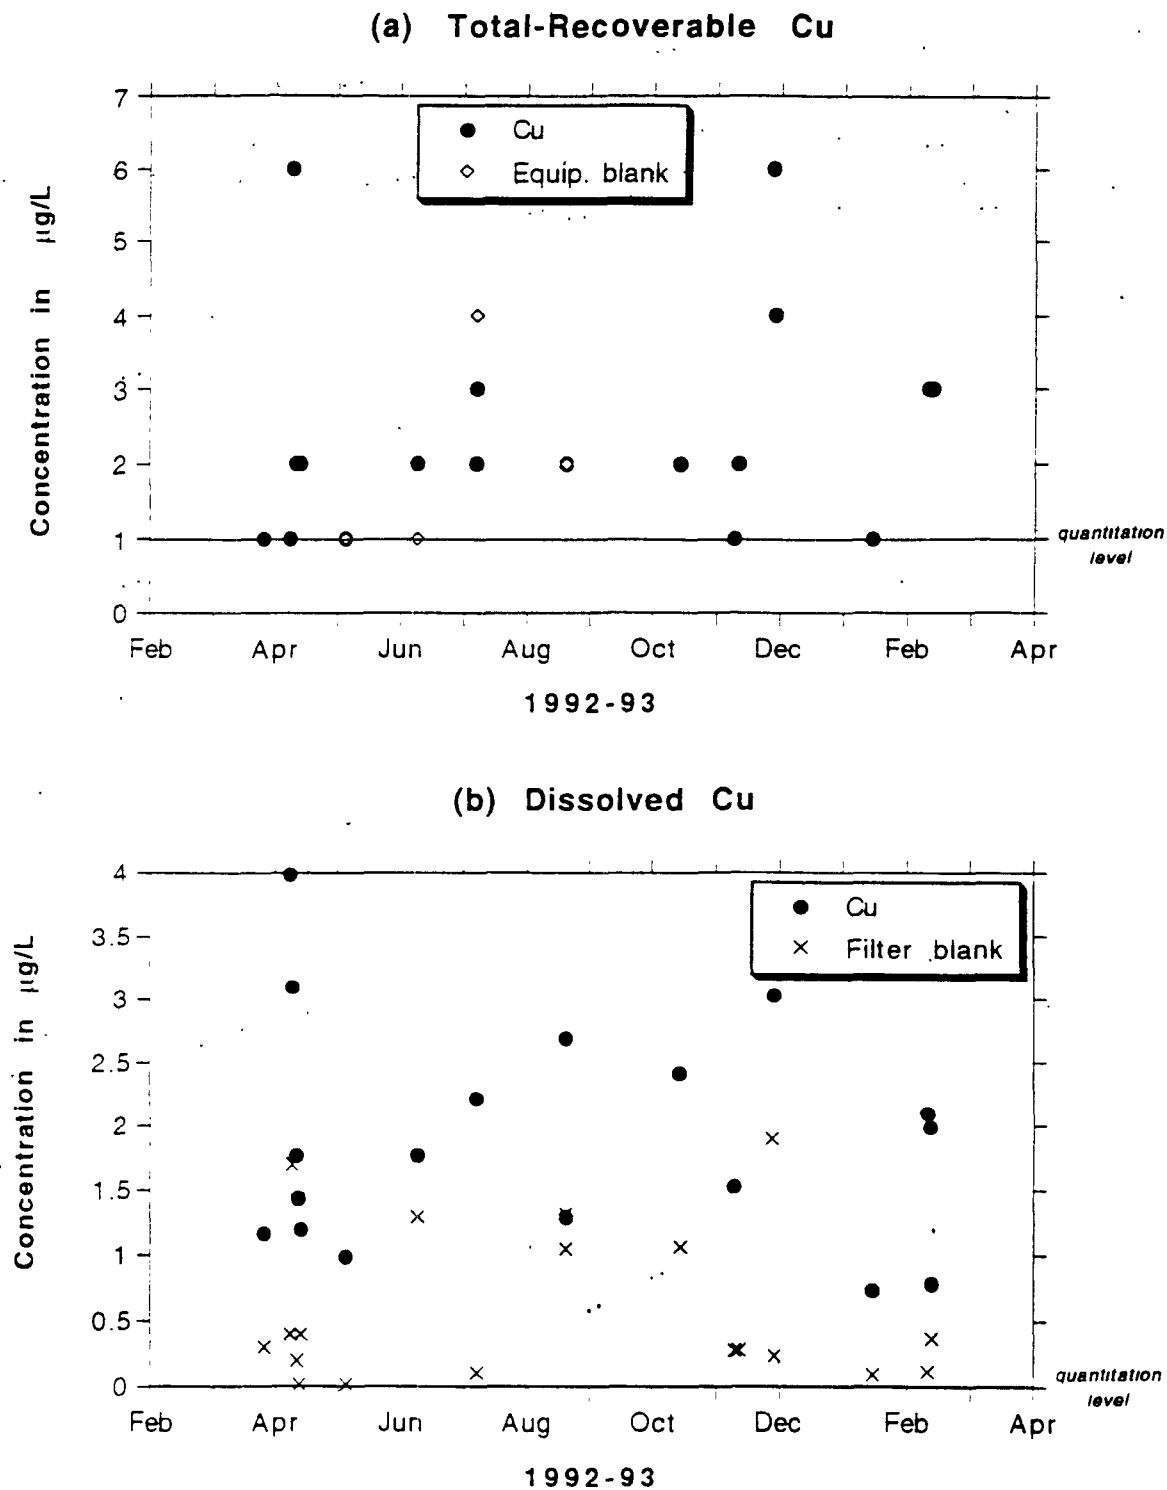 (a) Total-Recoverable Cu
Concentration in µg/L
7
6
5
4
3
2
1
0
Cu
Equip. blank
quantitation
level
Feb Apr Jun Aug Oct Dec Feb Apr
1992-93
(b) Dissolved Cu
Concentration in µg/L
4
3.5
3
2.5
2
1.5
1
0.5
0
Cu
Filter blank
quantitation
level
Feb Apr Jun Aug Oct Dec Feb Apr
1992-93